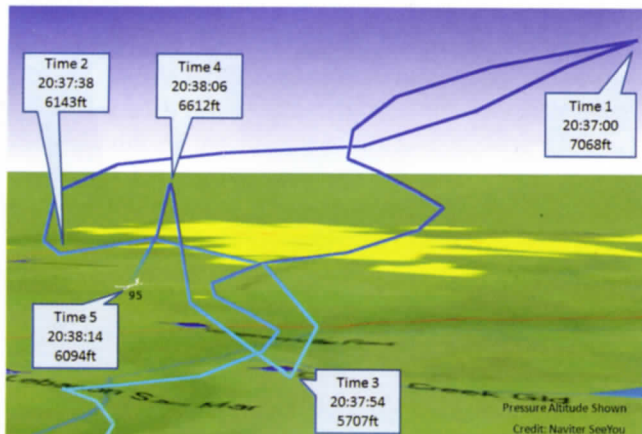 Time 2
20:37:38
6143ft
Time 4
20:38:06
6612ft
Time 1
20:37:00
7068ft
95
Time 5
20:38:14
6094ft
Time 3
20:37:54
5707ft
Creek
Pressure Altitude Shown
Credit: Naviter SeeYou